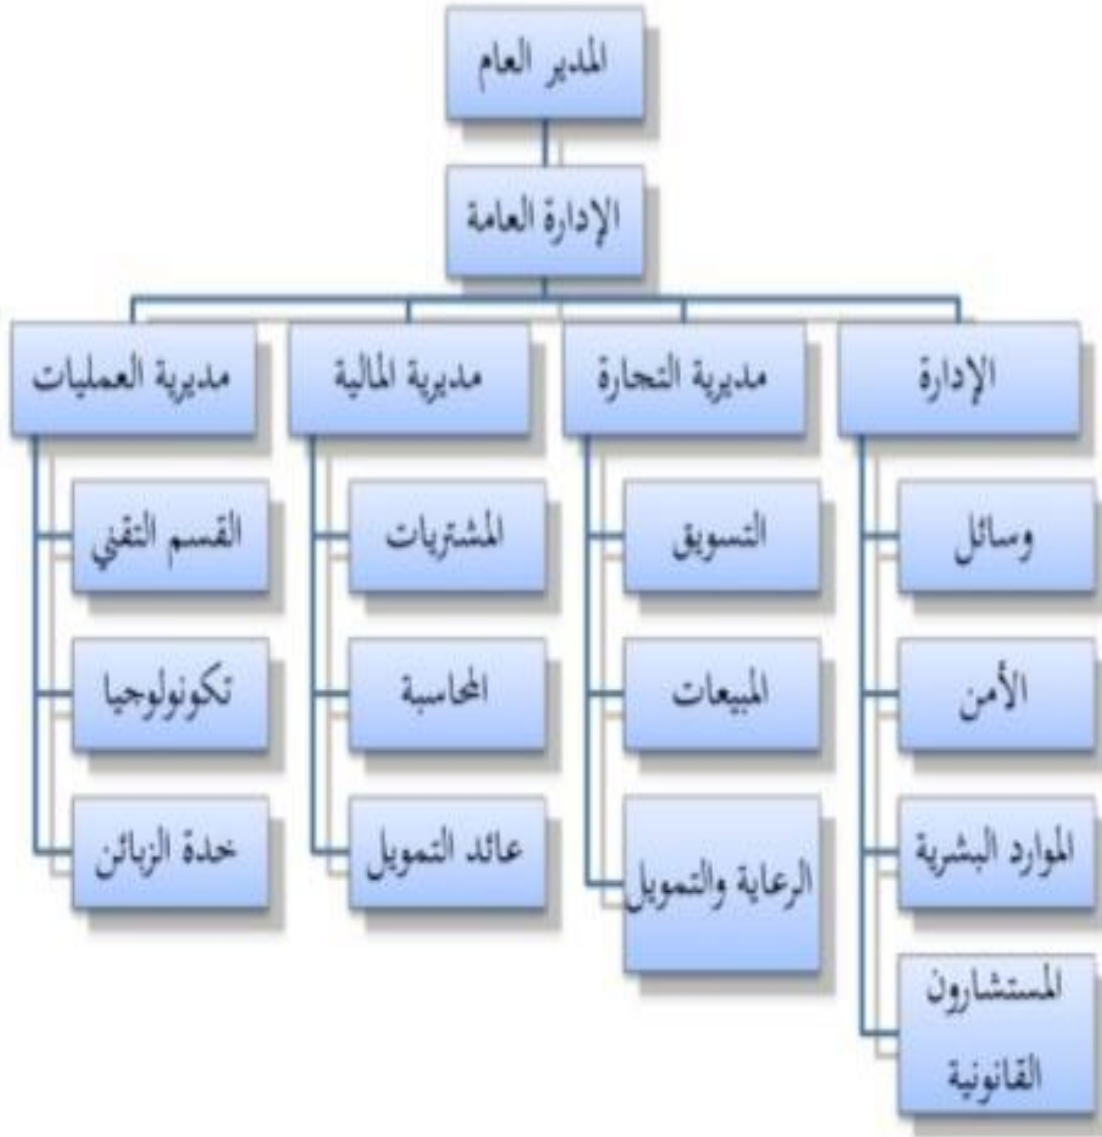 المدير العام
الإدارة العامة
الإدارة
مديرية التجارة
مديرية المالية
مديرية العمليات
وسائل
التسويق
المشتريات
القسم التقني
الأمن
المبيعات
المحاسبة
تكونولوجيا
الموارد البشرية
الرعاية والتمويل
عائد التمويل
خدة الزبائن
المستشارون
القانونية